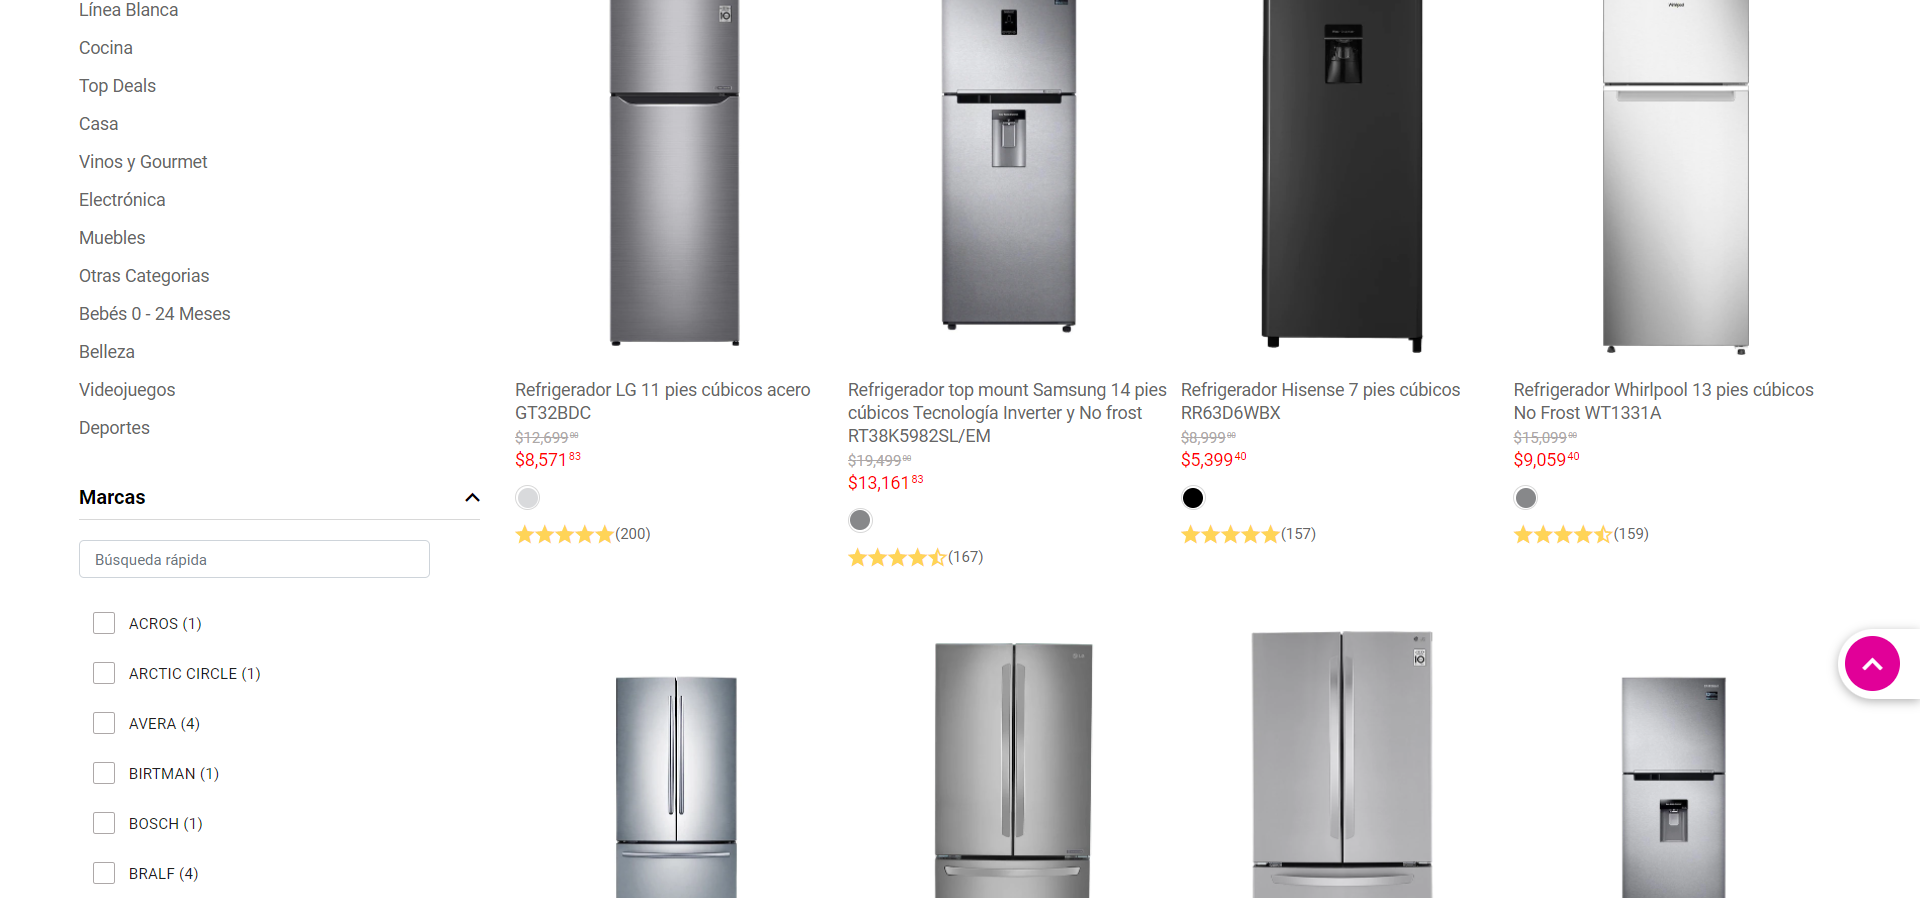 Línea Blanca
Cocina
Top Deals
Casa
Vinos y Gourmet
Electrónica
Muebles
Otras Categorias
Bebés 0 - 24 Meses
Belleza
Videojuegos
Deportes
Marcas
Búsqueda rápida
ACROS (1)
ARCTIC CIRCLE (1)
AVERA (4)
BIRTMAN (1)
BOSCH (1)
BRALF (4)
Refrigerador LG 11 pies cúbicos acero
GT32BDC
$12,699.00
$8,571.83
(200)
Refrigerador top mount Samsung 14 pies
cúbicos Tecnología Inverter y No frost
RT38K5982SL/EM
$19,499.00
$13,161.83
(167)
Refrigerador Hisense 7 pies cúbicos
RR63D6WBX
$8,999.00
$5,399.40
(157)
Refrigerador Whirlpool 13 pies cúbicos
No Frost WT1331A
$15,099.00
$9,059.40
(159)